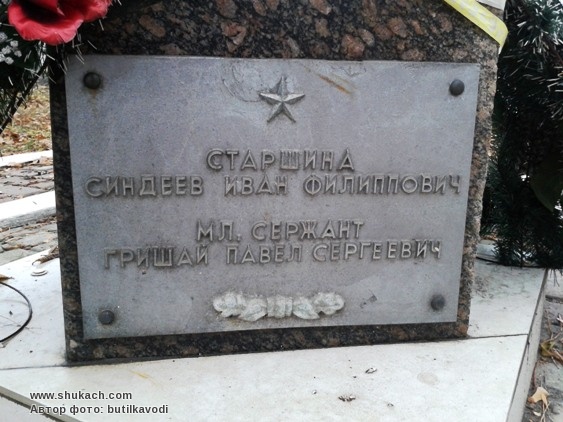 СТАРШИНА
СИНДЕЕВ ИВАН ФИЛИППОВИЧ
МЛ. СЕРЖАНТ
ГРИЩАЙ ПАВЕЛ СЕРГЕЕВИЧ
www.shukach.com
Автор фото: butilkavodi